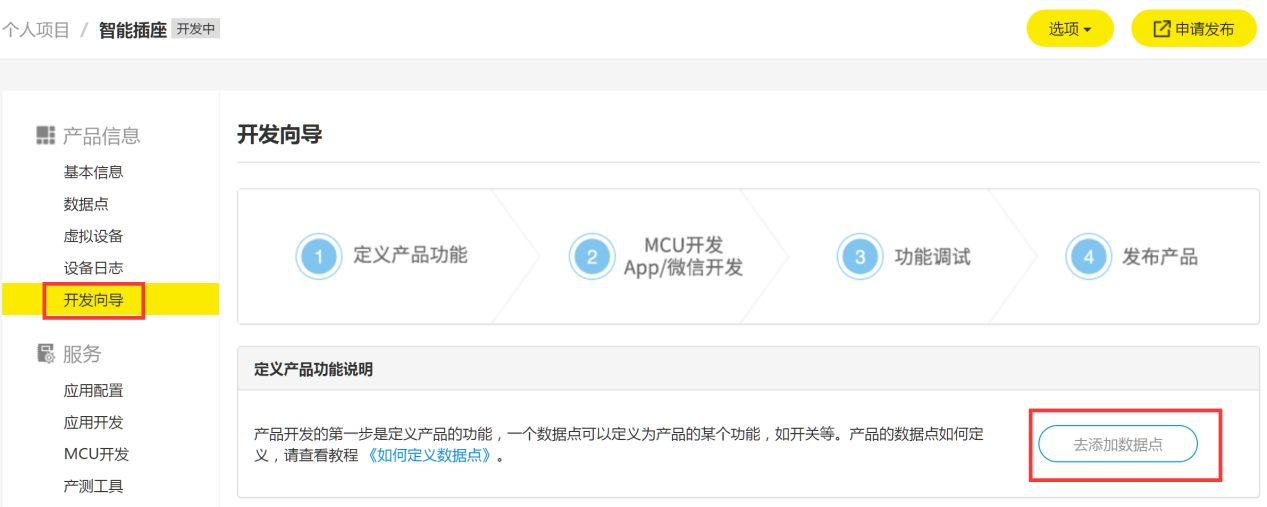 个人项目 / 智能插座 开发中
选项
申请发布
产品信息
基本信息
数据点
虚拟设备
设备日志
开发向导
服务
应用配置
应用开发
MCU开发
产测工具
开发向导
1 定义产品功能
2 MCU开发
App/微信开发
3 功能调试
4 发布产品
定义产品功能说明
产品开发的第一步是定义产品的功能，一个数据点可以定义为产品的某个功能，如开关等。产品的数据点如何定
义，请查看教程 《如何定义数据点》。
去添加数据点